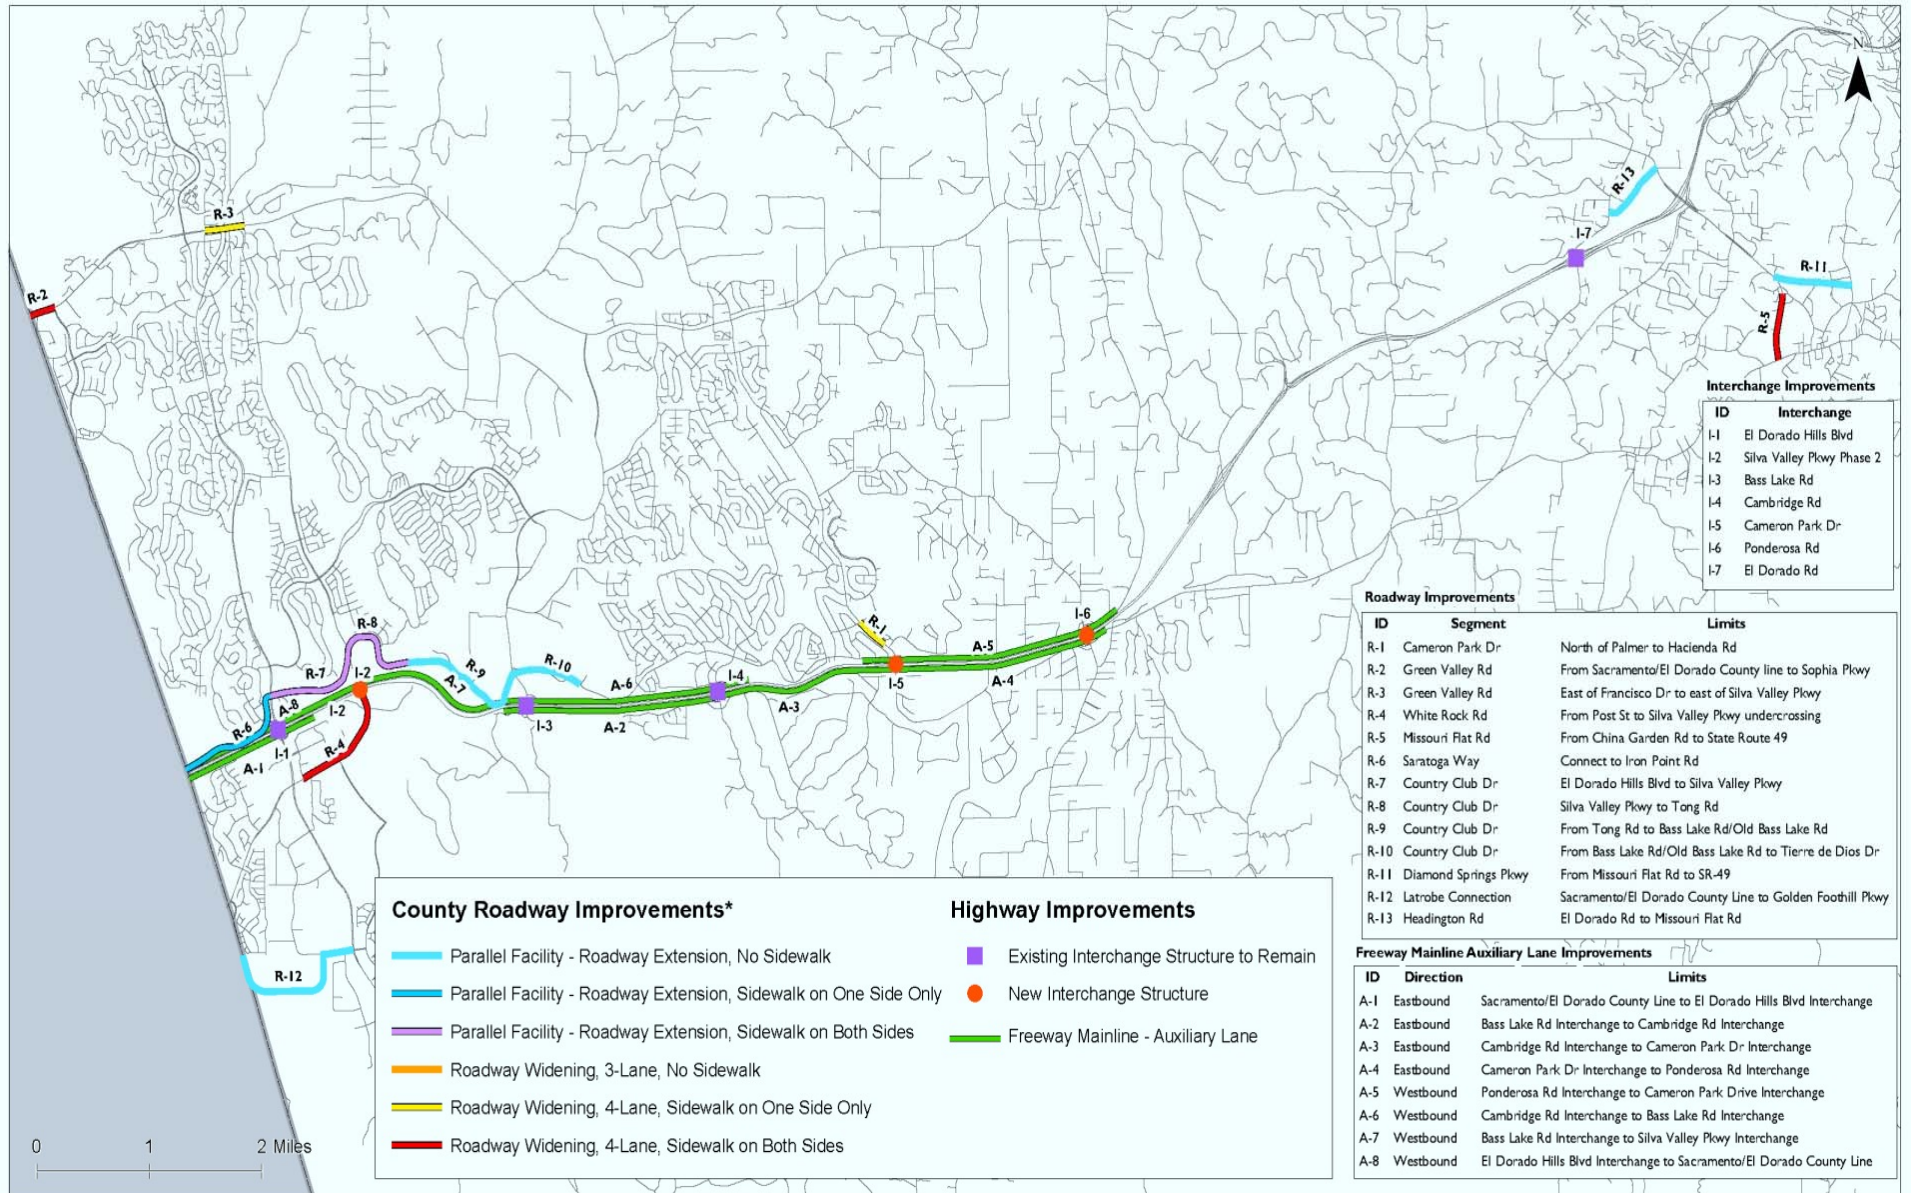 N
R-13
R-3
I-7
R-11
R-2
R-5
Interchange Improvements
ID Interchange
I-1 El Dorado Hills Blvd
I-2 Silva Valley Pkwy Phase 2
I-3 Bass Lake Rd
I-4 Cambridge Rd
I-5 Cameron Park Dr
I-6 Ponderosa Rd
I-7 El Dorado Rd
R-8
R-1
I-6
R-7
I-2
R-9
R-10
A-5
A-7
A-6
I-4
I-5
A-4
A-8
I-2
A-3
R-6
I-3
A-2
I-1
R-4
A-1
R-12
Roadway Improvements
ID Segment Limits
R-1 Cameron Park Dr North of Palmer to Hacienda Rd
R-2 Green Valley Rd From Sacramento/El Dorado County line to Sophia Pkwy
R-3 Green Valley Rd East of Francisco Dr to east of Silva Valley Pkwy
R-4 White Rock Rd From Post St to Silva Valley Pkwy undercrossing
R-5 Missouri Flat Rd From China Garden Rd to State Route 49
R-6 Saratoga Way Connect to Iron Point Rd
R-7 Country Club Dr El Dorado Hills Blvd to Silva Valley Pkwy
R-8 Country Club Dr Silva Valley Pkwy to Tong Rd
R-9 Country Club Dr From Tong Rd to Bass Lake Rd/Old Bass Lake Rd
R-10 Country Club Dr From Bass Lake Rd/Old Bass Lake Rd to Tierre de Dios Dr
R-11 Diamond Springs Pkwy From Missouri Flat Rd to SR-49
R-12 Latrobe Connection Sacramento/El Dorado County Line to Golden Foothill Pkwy
R-13 Headington Rd El Dorado Rd to Missouri Flat Rd
Freeway Mainline Auxiliary Lane Improvements
ID Direction Limits
A-1 Eastbound Sacramento/El Dorado County Line to El Dorado Hills Blvd Interchange
A-2 Eastbound Bass Lake Rd Interchange to Cambridge Rd Interchange
A-3 Eastbound Cambridge Rd Interchange to Cameron Park Dr Interchange
A-4 Eastbound Cameron Park Dr Interchange to Ponderosa Rd Interchange
A-5 Westbound Ponderosa Rd Interchange to Cameron Park Drive Interchange
A-6 Westbound Cambridge Rd Interchange to Bass Lake Rd Interchange
A-7 Westbound Bass Lake Rd Interchange to Silva Valley Pkwy Interchange
A-8 Westbound El Dorado Hills Blvd Interchange to Sacramento/El Dorado County Line
County Roadway Improvements*
Parallel Facility - Roadway Extension, No Sidewalk
Parallel Facility - Roadway Extension, Sidewalk on One Side Only
Parallel Facility - Roadway Extension, Sidewalk on Both Sides
Roadway Widening, 3-Lane, No Sidewalk
Roadway Widening, 4-Lane, Sidewalk on One Side Only
Roadway Widening, 4-Lane, Sidewalk on Both Sides
Highway Improvements
Existing Interchange Structure to Remain
New Interchange Structure
Freeway Mainline - Auxiliary Lane
0 1 2 Miles